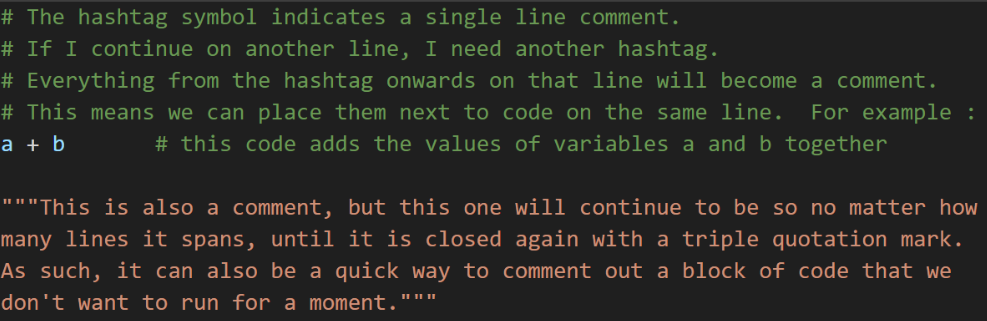 # The hashtag symbol indicates a single line comment.
# If I continue on another line, I need another hashtag.
# Everything from the hashtag onwards on that line will become a comment.
# This means we can place them next to code on the same line.  For example :
a + b       # this code adds the values of variables a and b together
"""This is also a comment, but this one will continue to be so no matter how
many lines it spans, until it is closed again with a triple quotation mark.
As such, it can also be a quick way to comment out a block of code that we
don't want to run for a moment."""